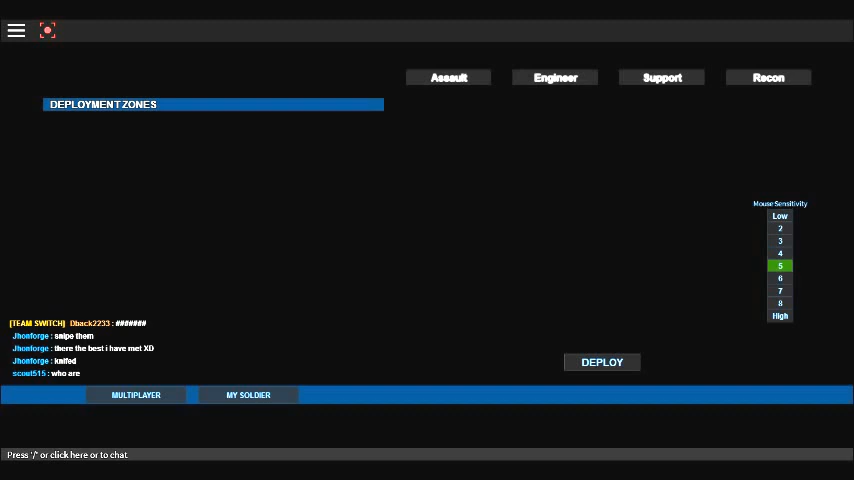 Assault Engineer Support Recon
DEPLOYMENT ZONES
Mouse Sensitivity
Low
2
3
4
5
6
7
8
High
[TEAM SWITCH] Dback2233 : #######
Jhonforge : snipe them
Jhonforge : there the best i have met XD
Jhonforge : knifed
scout515 : who are
DEPLOY
MULTIPLAYER MY SOLDIER
Press '/' or click here or to chat